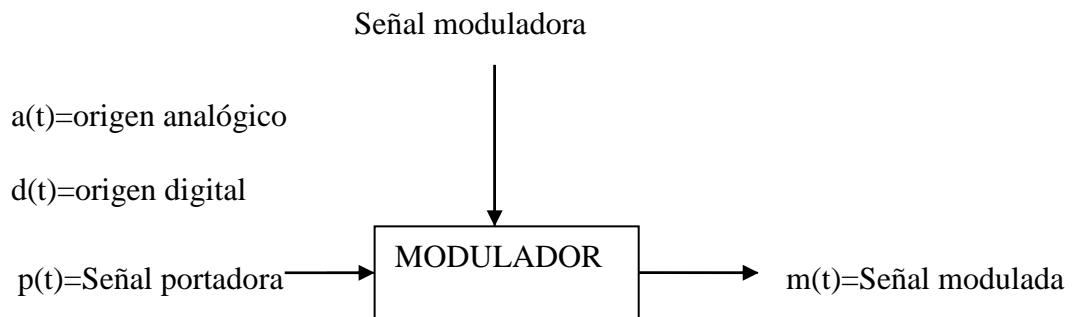 Señal moduladora
a(t)=origen analógico
d(t)=origen digital
MODULADOR
p(t)=Señal portadora
m(t)=Señal modulada